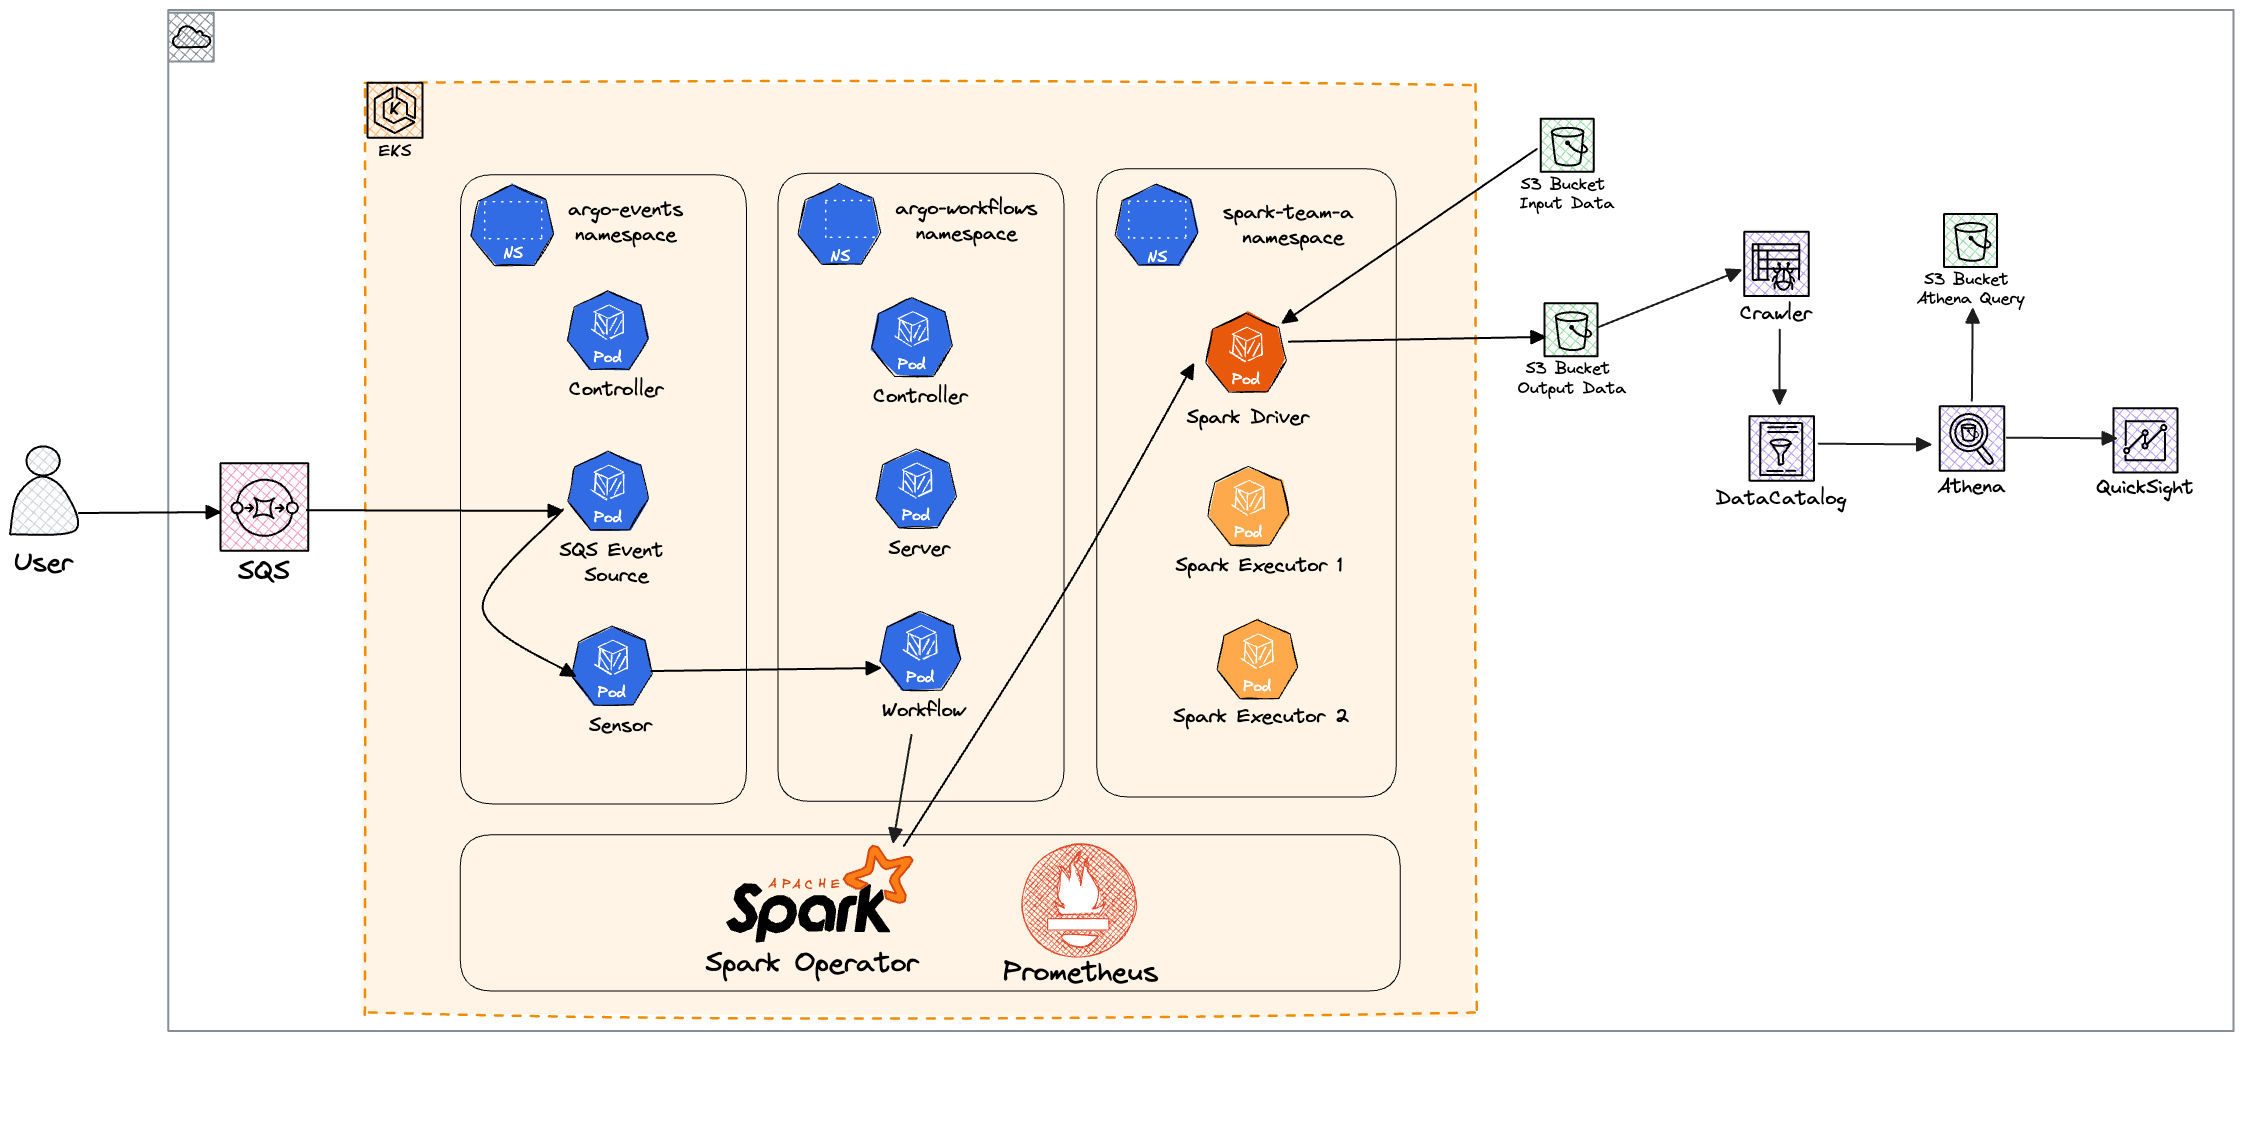 EKS
argo-events
namespace
NS
Pod
Controller
Pod
SQS Event
Source
Pod
Sensor
argo-workflows
namespace
NS
Pod
Controller
Pod
Server
Pod
Workflow
spark-team-a
namespace
NS
Pod
Spark Driver
Pod
Spark Executor 1
Pod
Spark Executor 2
User
SQS
APACHE
Spark
Spark Operator
Prometheus
S3 Bucket
Input Data
S3 Bucket
Output Data
Crawler
DataCatalog
S3 Bucket
Athena Query
Athena
QuickSight